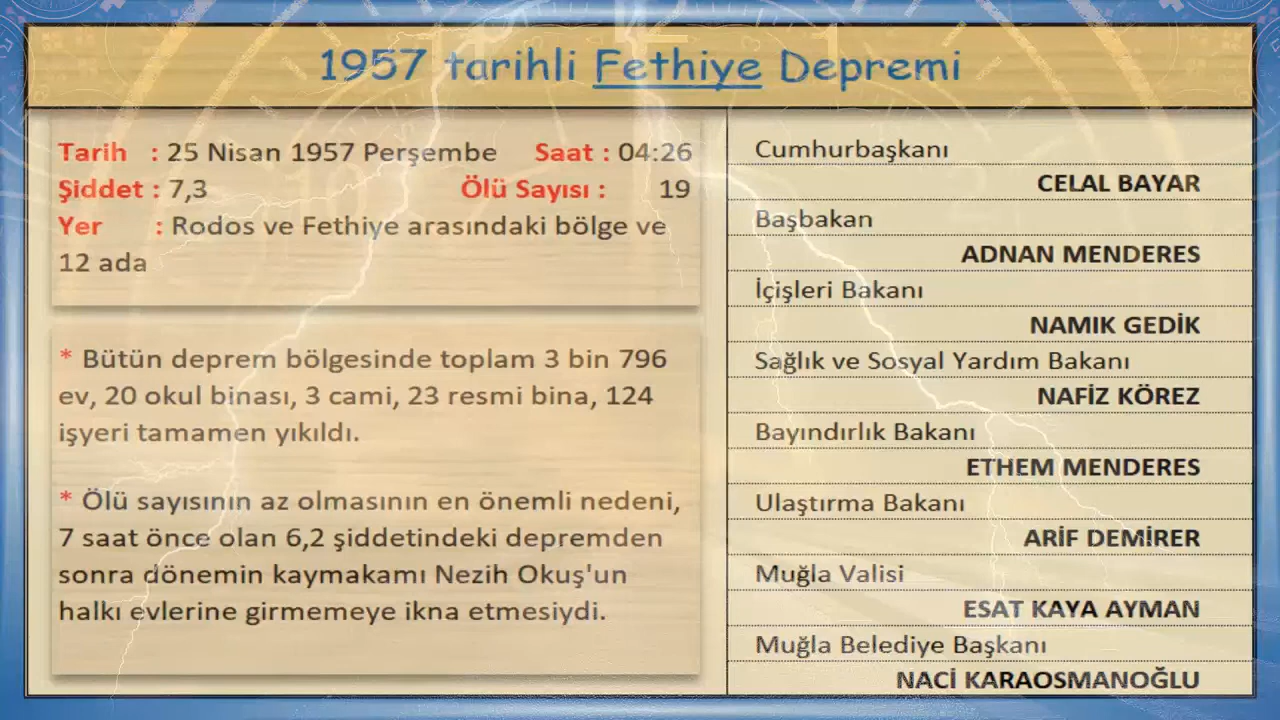 1957 tarihli Fethiye Depremi
Tarih : 25 Nisan 1957 Perşembe Saat : 04:26
Şiddet : 7,3 Ölü Sayısı : 19
Yer : Rodos ve Fethiye arasındaki bölge ve
12 ada
* Bütün deprem bölgesinde toplam 3 bin 796
ev, 20 okul binası, 3 cami, 23 resmi bina, 124
işyeri tamamen yıkıldı.
* Ölü sayısının az olmasının en önemli nedeni,
7 saat önce olan 6,2 şiddetindeki depremden
sonra dönemin kaymakamı Nezih Okuş'un
halkı evlerine girmemeye ikna etmesiydi.
Cumhurbaşkanı
CELAL BAYAR
Başbakan
ADNAN MENDERES
İçişleri Bakanı
NAMIK GEDİK
Sağlık ve Sosyal Yardım Bakanı
NAFİZ KÖREZ
Bayındırlık Bakanı
ETHEM MENDERES
Ulaştırma Bakanı
ARİF DEMİRER
Muğla Valisi
ESAT KAYA AYMAN
Muğla Belediye Başkanı
NACİ KARAOSMANOĞLU